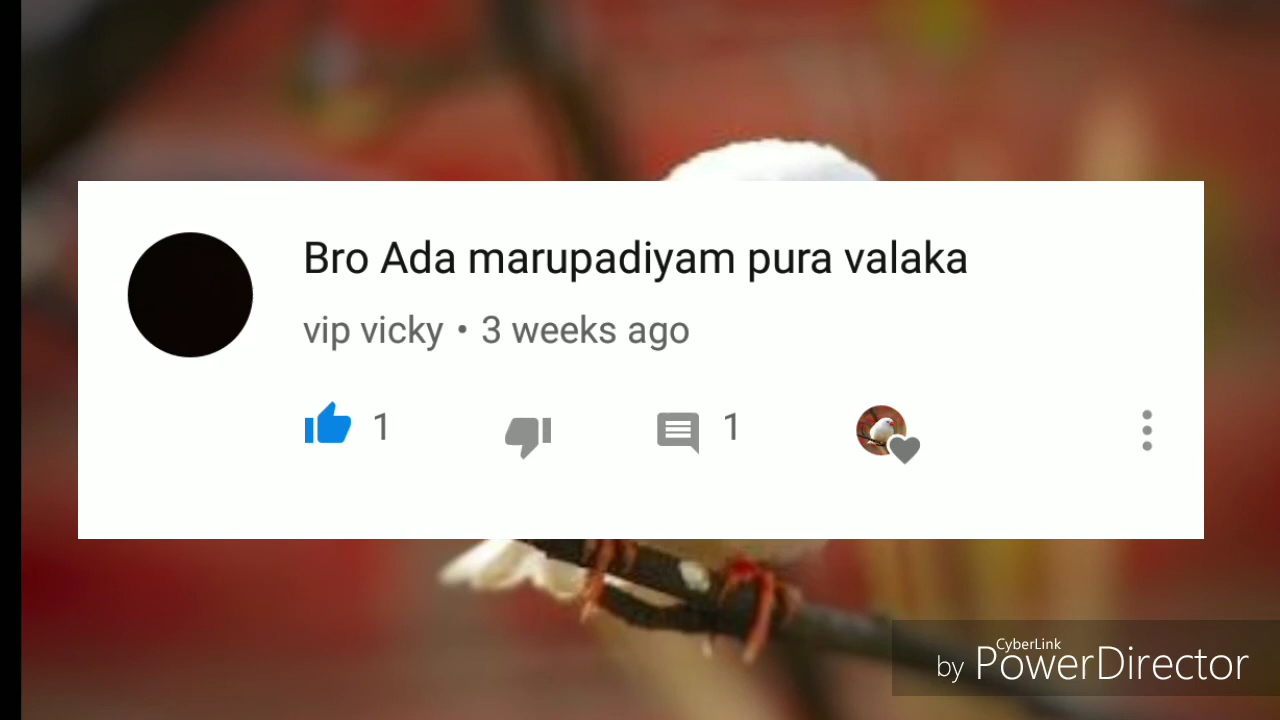 Bro Ada marupadiyam pura valaka
vip vicky • 3 weeks ago
1 1
by CyberLink PowerDirector